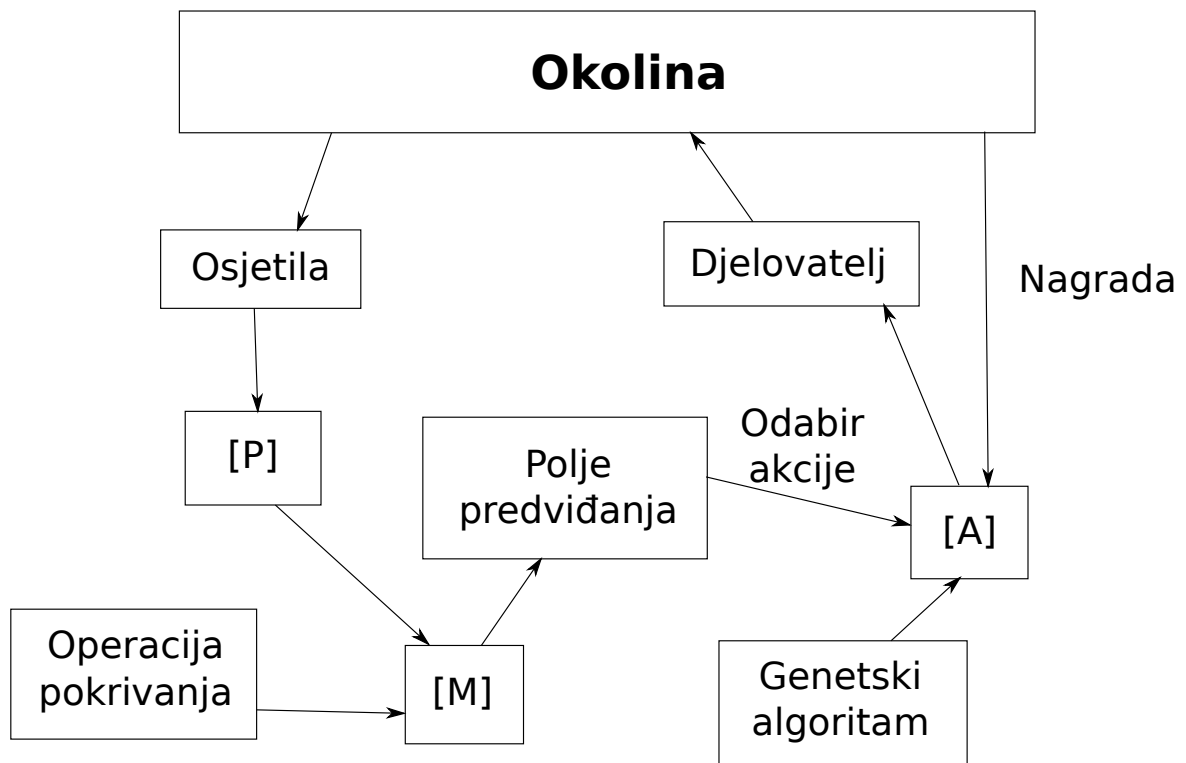 Okolina
Osjetila
Djelovatelj
Nagrada
[P]
Polje
predviđanja
Odabir
akcije
[A]
Operacija
pokrivanja
[M]
Genetski
algoritam